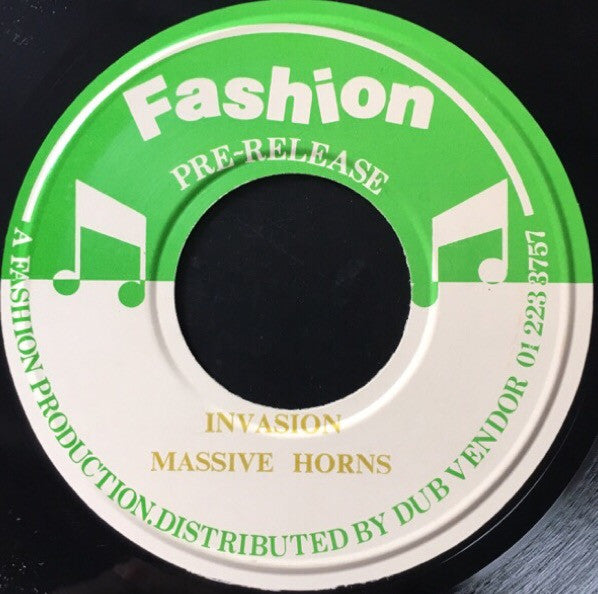 Fashion
PRE-RELEASE
INVASION
MASSIVE HORNS
A FASHION PRODUCTION.DISTRIBUTED BY DUB VENDOR 01 223 3757